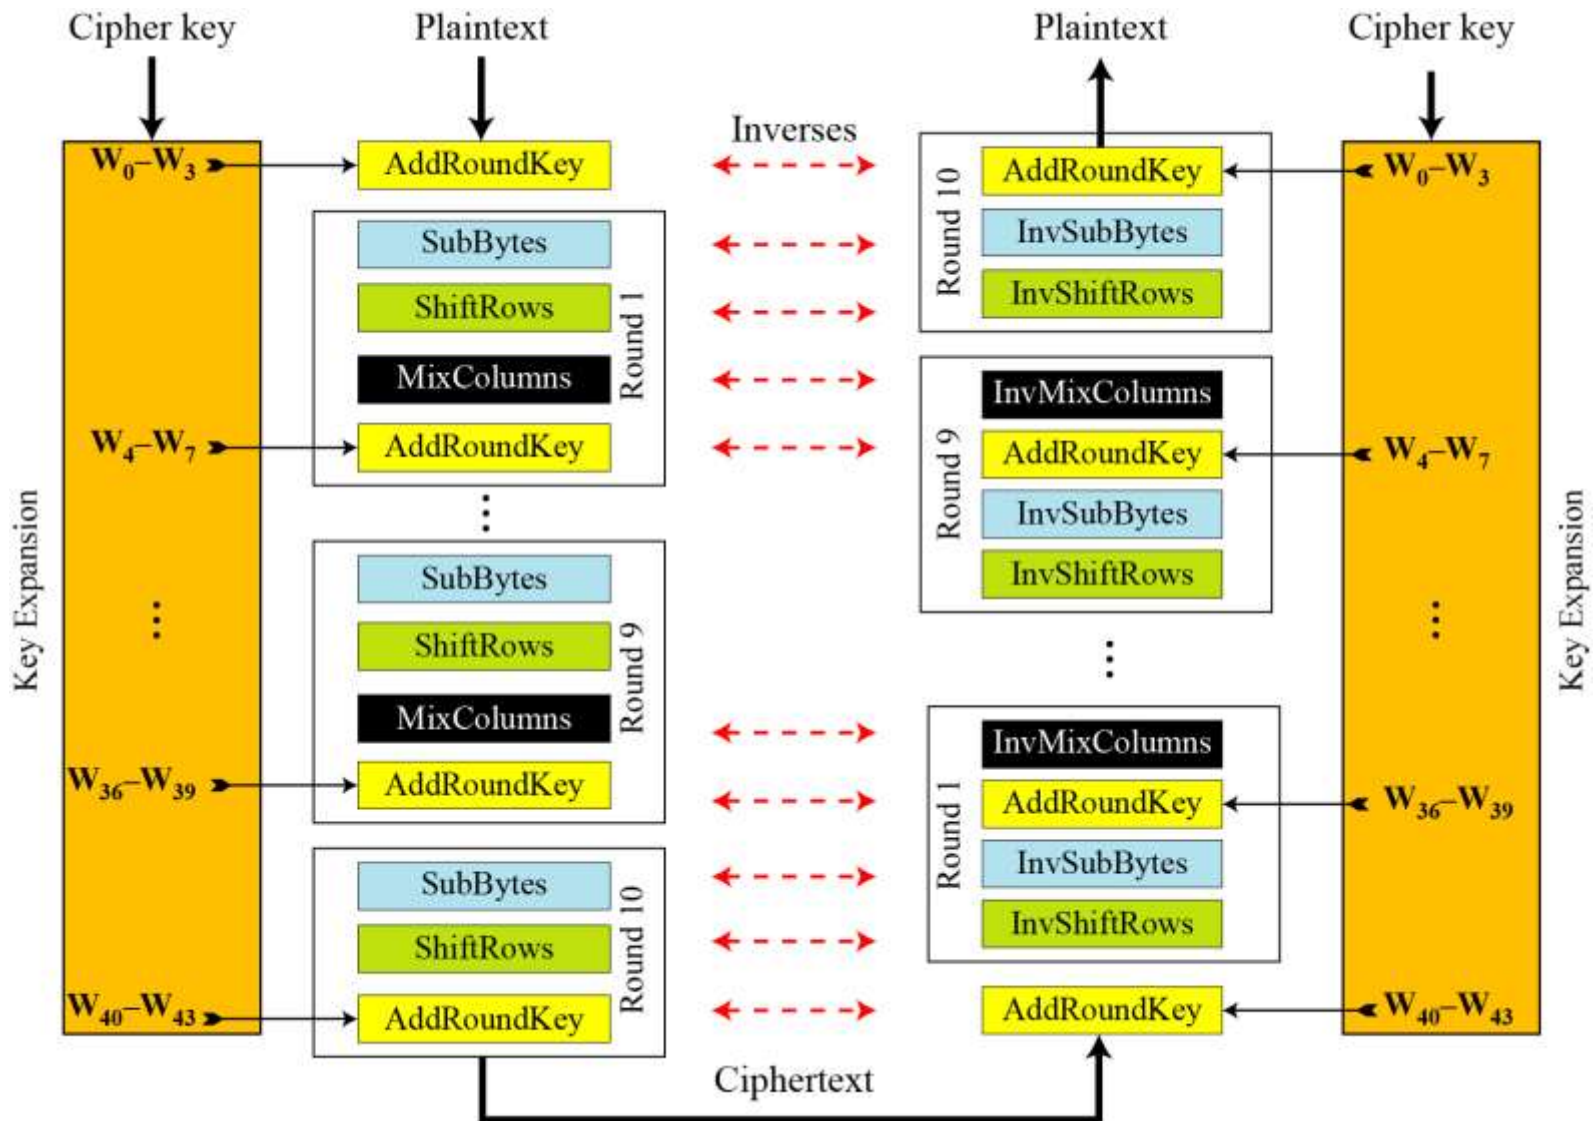 Cipher key
Plaintext
Plaintext
Cipher key
Inverses
W0–W3
AddRoundKey
AddRoundKey
W0–W3
SubBytes
InvSubBytes
ShiftRows
InvShiftRows
Round 10
MixColumns
Round 1
InvMixColumns
W4–W7
AddRoundKey
AddRoundKey
W4–W7
InvSubBytes
Round 9
⋮
InvShiftRows
SubBytes
Key Expansion
⋮
ShiftRows
⋮
Key Expansion
MixColumns
Round 9
⋮
InvMixColumns
W36–W39
AddRoundKey
AddRoundKey
W36–W39
InvSubBytes
Round 1
SubBytes
InvShiftRows
ShiftRows
Round 10
W40–W43
AddRoundKey
AddRoundKey
W40–W43
Ciphertext